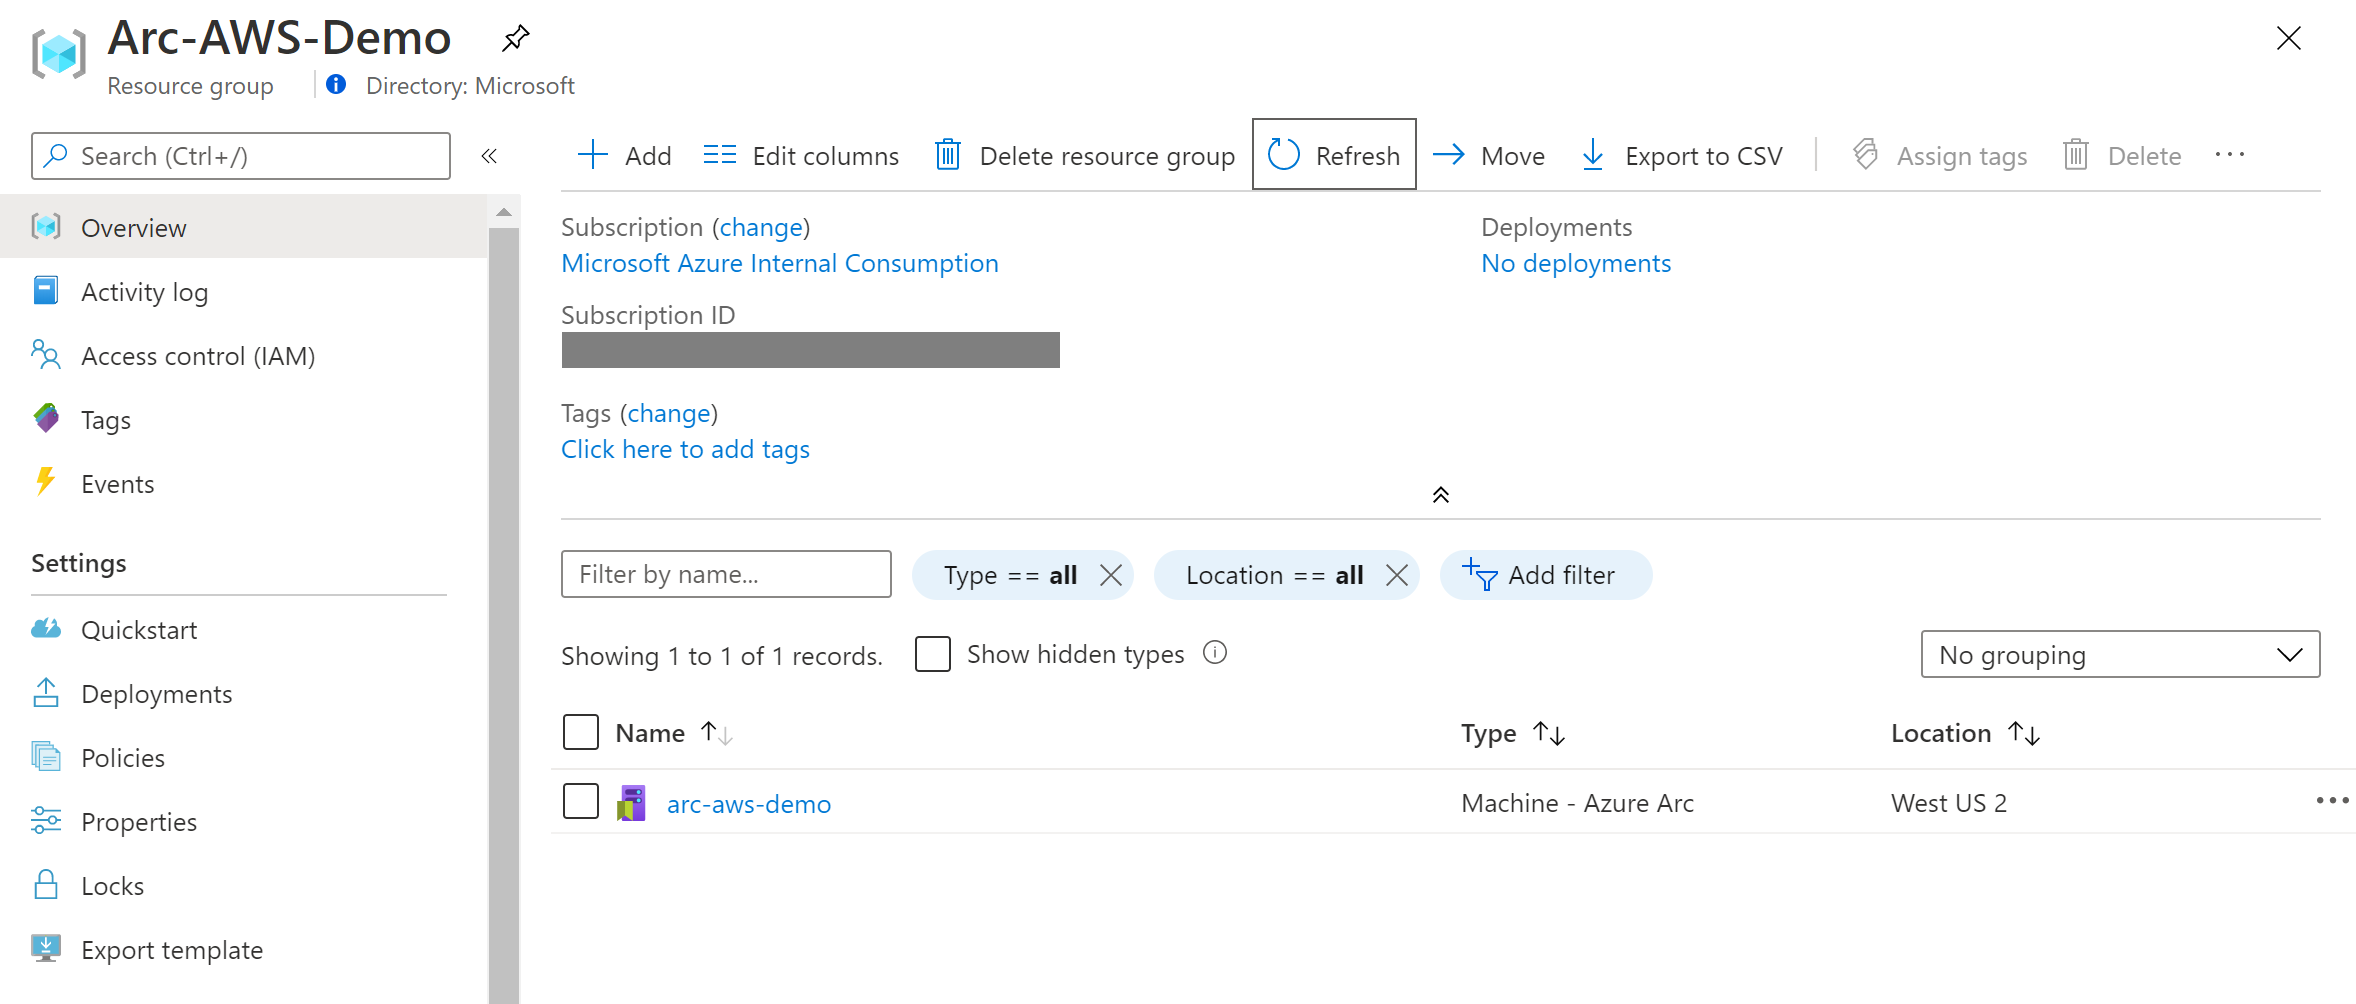 Arc-AWS-Demo
Resource group
Directory: Microsoft
Search (Ctrl+/)
Overview
Activity log
Access control (IAM)
Tags
Events
Settings
Quickstart
Deployments
Policies
Properties
Locks
Export template
Add Edit columns Delete resource group Refresh Move Export to CSV Assign tags Delete
Subscription (change)
Microsoft Azure Internal Consumption
Subscription ID
Deployments
No deployments
Tags (change)
Click here to add tags
Filter by name... Type == all Location == all Add filter
Showing 1 to 1 of 1 records. Show hidden types No grouping
Name Type Location
arc-aws-demo Machine - Azure Arc West US 2